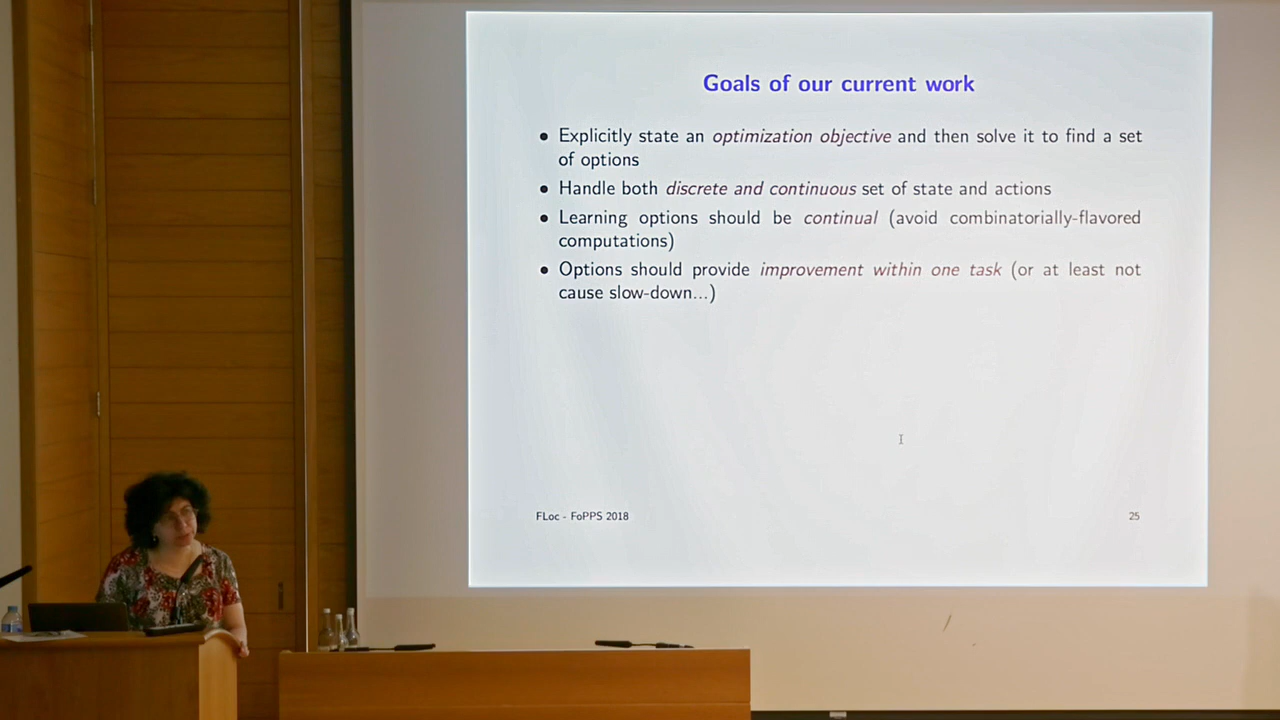 Goals of our current work
• Explicitly state an optimization objective and then solve it to find a set
of options
• Handle both discrete and continuous set of state and actions
• Learning options should be continual (avoid combinatorially-flavored
computations)
• Options should provide improvement within one task (or at least not
cause slow-down...)
FLoc - FoPPS 2018
25